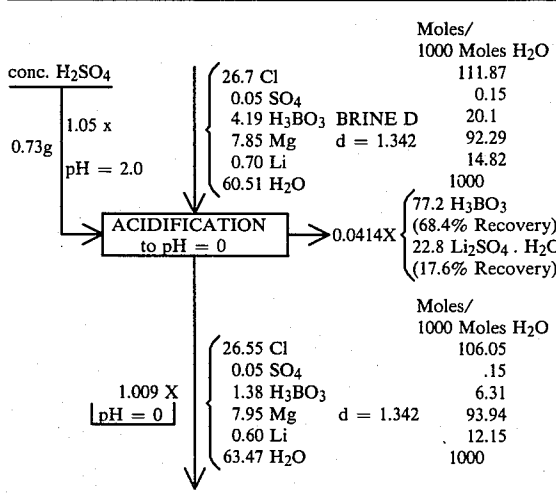 Moles/
1000 Moles H2O
conc. H2SO4
26.7 Cl 111.87
0.05 SO4 0.15
4.19 H3BO3 BRINE D 20.1
7.85 Mg d = 1.342 92.29
0.70 Li 14.82
60.51 H2O 1000
0.73g
1.05 x
pH = 2.0
ACIDIFICATION
to pH = 0
0.0414X
77.2 H3BO3
(68.4% Recovery)
22.8 Li2SO4 . H2O
(17.6% Recovery)
Moles/
1000 Moles H2O
26.55 Cl 106.05
0.05 SO4 .15
1.38 H3BO3 6.31
7.95 Mg d = 1.342 93.94
0.60 Li 12.15
63.47 H2O 1000
1.009 X
pH = 0